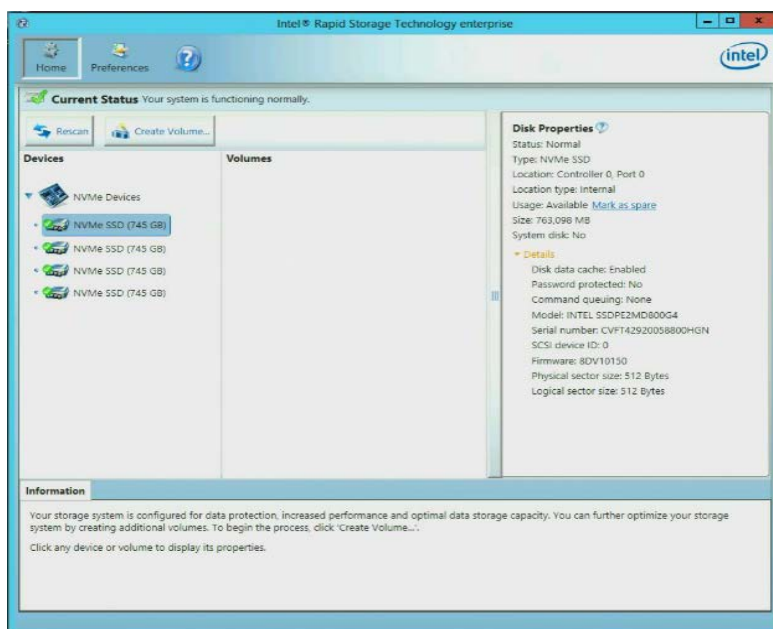 Intel® Rapid Storage Technology enterprise
Home
Preferences
intel
Current Status Your system is functioning normally.
Rescan
Create Volume...
Devices
NVMe Devices
NVMe SSD (745 GB)
NVMe SSD (745 GB)
NVMe SSD (745 GB)
NVMe SSD (745 GB)
Volumes
Disk Properties ?
Status: Normal
Type: NVMe SSD
Location: Controller 0, Port 0
Location type: Internal
Usage: Available Mark as spare
Size: 763,098 MB
System disk: No
Details
Disk data cache: Enabled
Password protected: No
Command queuing: None
Model: INTEL SSDPE2MD800G4
Serial number: CVFT42920058800HGN
SCSI device ID: 0
Firmware: 8DV10150
Physical sector size: 512 Bytes
Logical sector size: 512 Bytes
Information
Your storage system is configured for data protection, increased performance and optimal data storage capacity. You can further optimize your storage
system by creating additional volumes. To begin the process, click 'Create Volume...'.
Click any device or volume to display its properties.